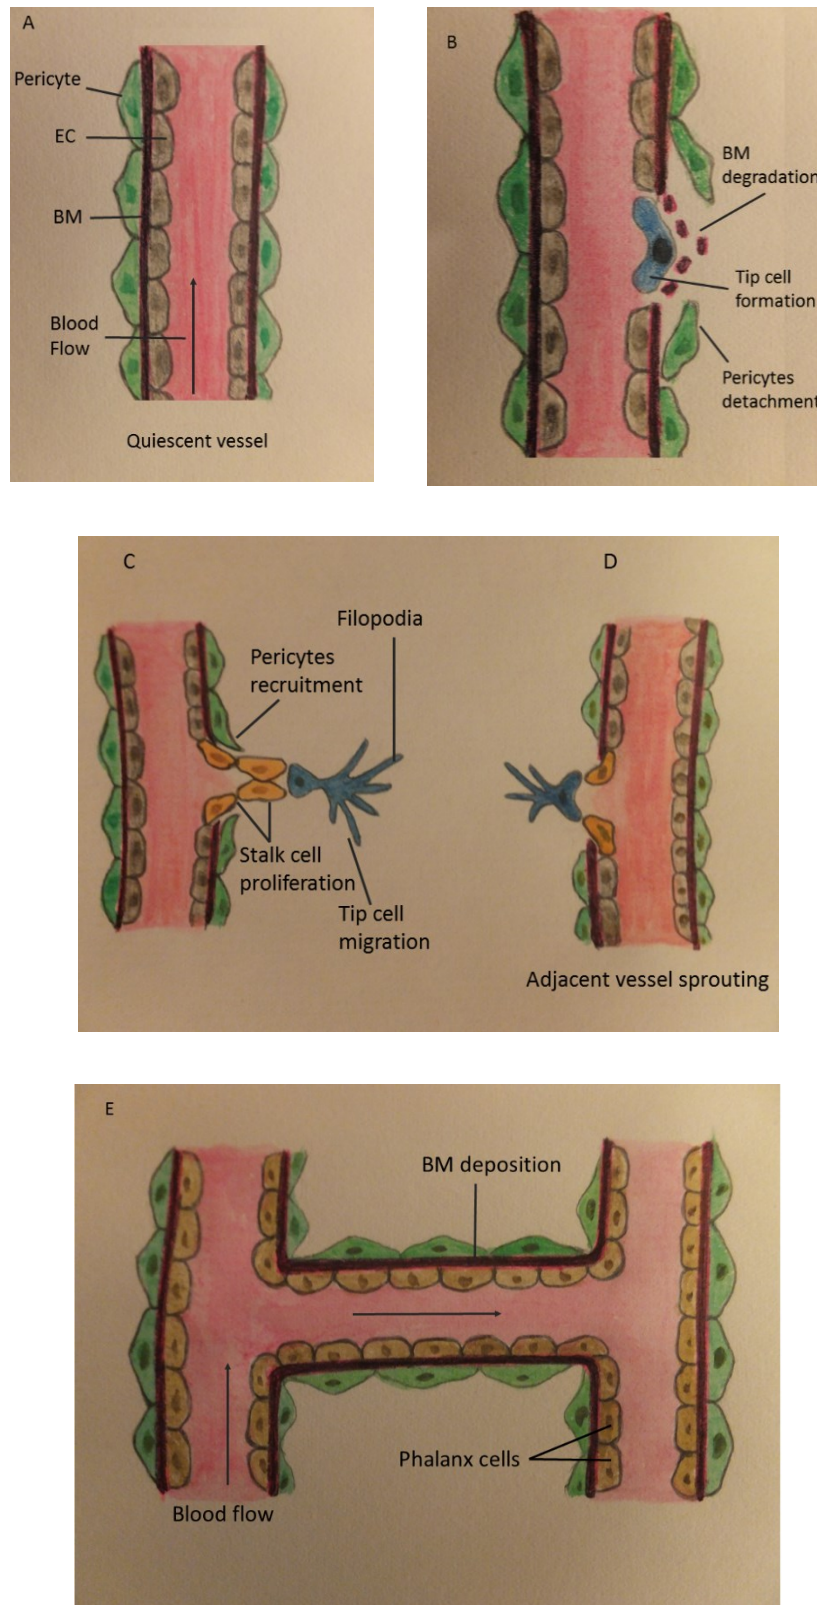 A
Pericyte
EC
BM
Blood
Flow
Quiescent vessel
B
BM
degradation
Tip cell
formation
Pericytes
detachment
C
D
Filopodia
Pericytes
recruitment
Stalk cell
proliferation
Tip cell
migration
Adjacent vessel sprouting
E
BM deposition
Phalanx cells
Blood flow